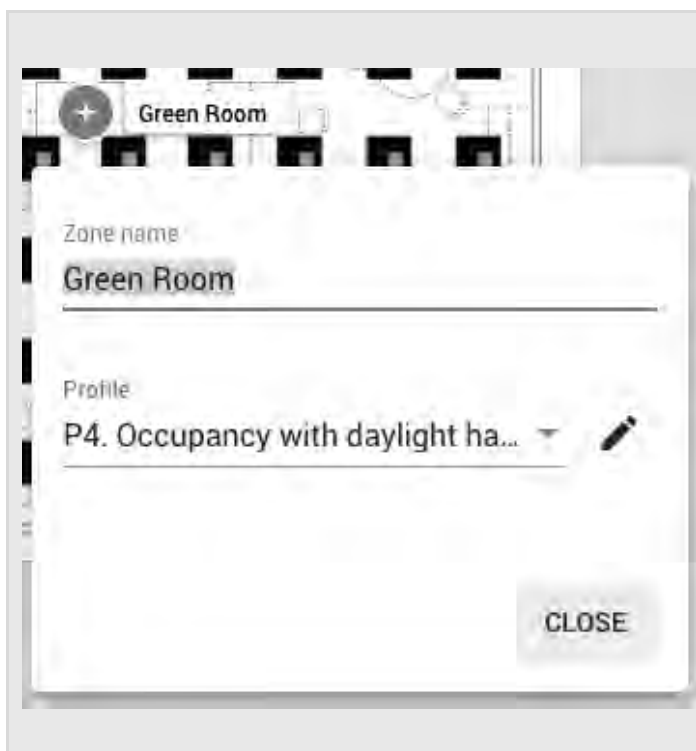 Green Room
Zone name
Green Room
Profile
P4. Occupancy with daylight ha...
CLOSE